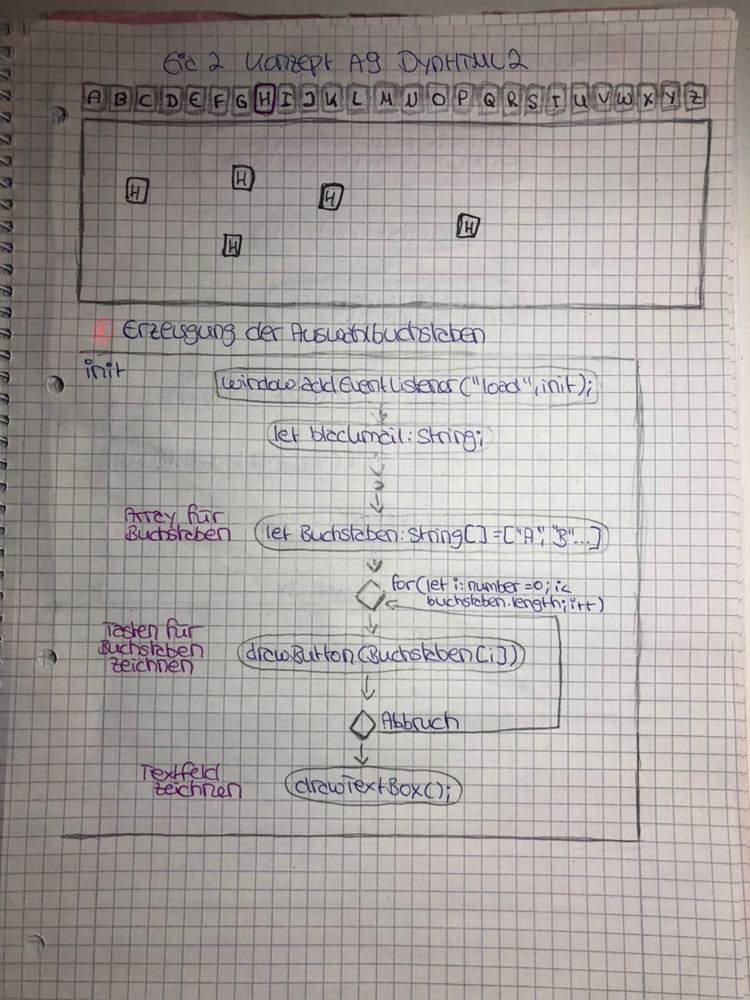 Eia 2 Konzept A9 DynHTML2
A B C D E F G H I J K L M N O P Q R S T U V W X Y Z
H H H
H H
1 Erzeugung der Auswahlbuchstaben
init
window.addEventListener("load",init);
let blackmail: String;
Array für
Buchstaben
let Buchstaben: String[] = ["A", "B"...]
for(let i: number = 0; i<
buchstaben.length; i++)
Tasten für
Buchstaben
zeichnen
drawButton(Buchstaben[i])
Abbruch
Textfeld
zeichnen
drawTextBox();